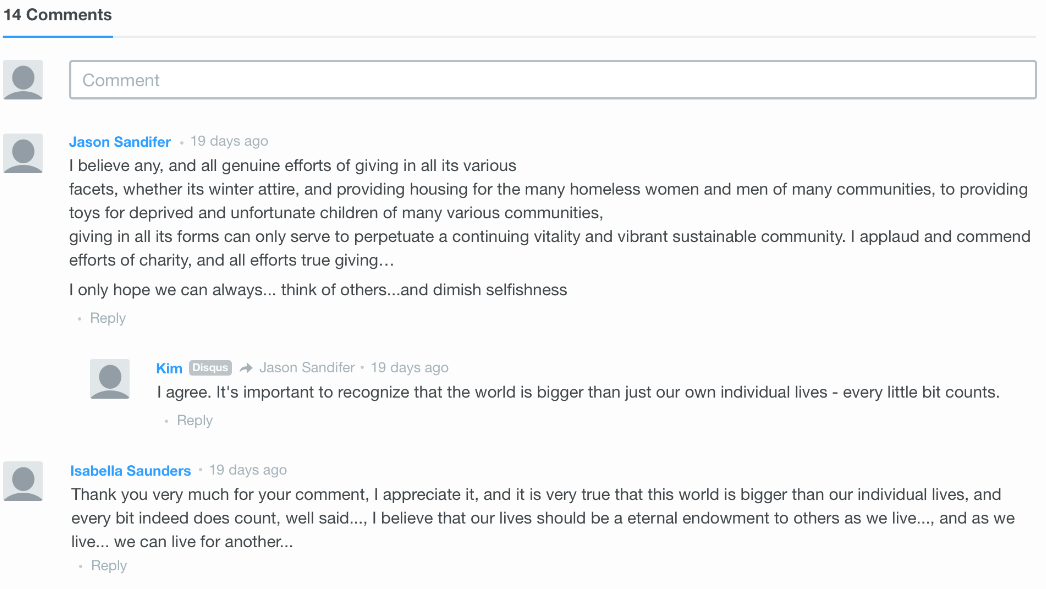 14 Comments
Comment
Jason Sandifer • 19 days ago
I believe any, and all genuine efforts of giving in all its various
facets, whether its winter attire, and providing housing for the many homeless women and men of many communities, to providing
toys for deprived and unfortunate children of many various communities,
giving in all its forms can only serve to perpetuate a continuing vitality and vibrant sustainable community. I applaud and commend
efforts of charity, and all efforts true giving…
I only hope we can always... think of others...and dimish selfishness
• Reply
Kim Disqus Jason Sandifer • 19 days ago
I agree. It's important to recognize that the world is bigger than just our own individual lives - every little bit counts.
• Reply
Isabella Saunders • 19 days ago
Thank you very much for your comment, I appreciate it, and it is very true that this world is bigger than our individual lives, and
every bit indeed does count, well said..., I believe that our lives should be a eternal endowment to others as we live..., and as we
live... we can live for another...
• Reply